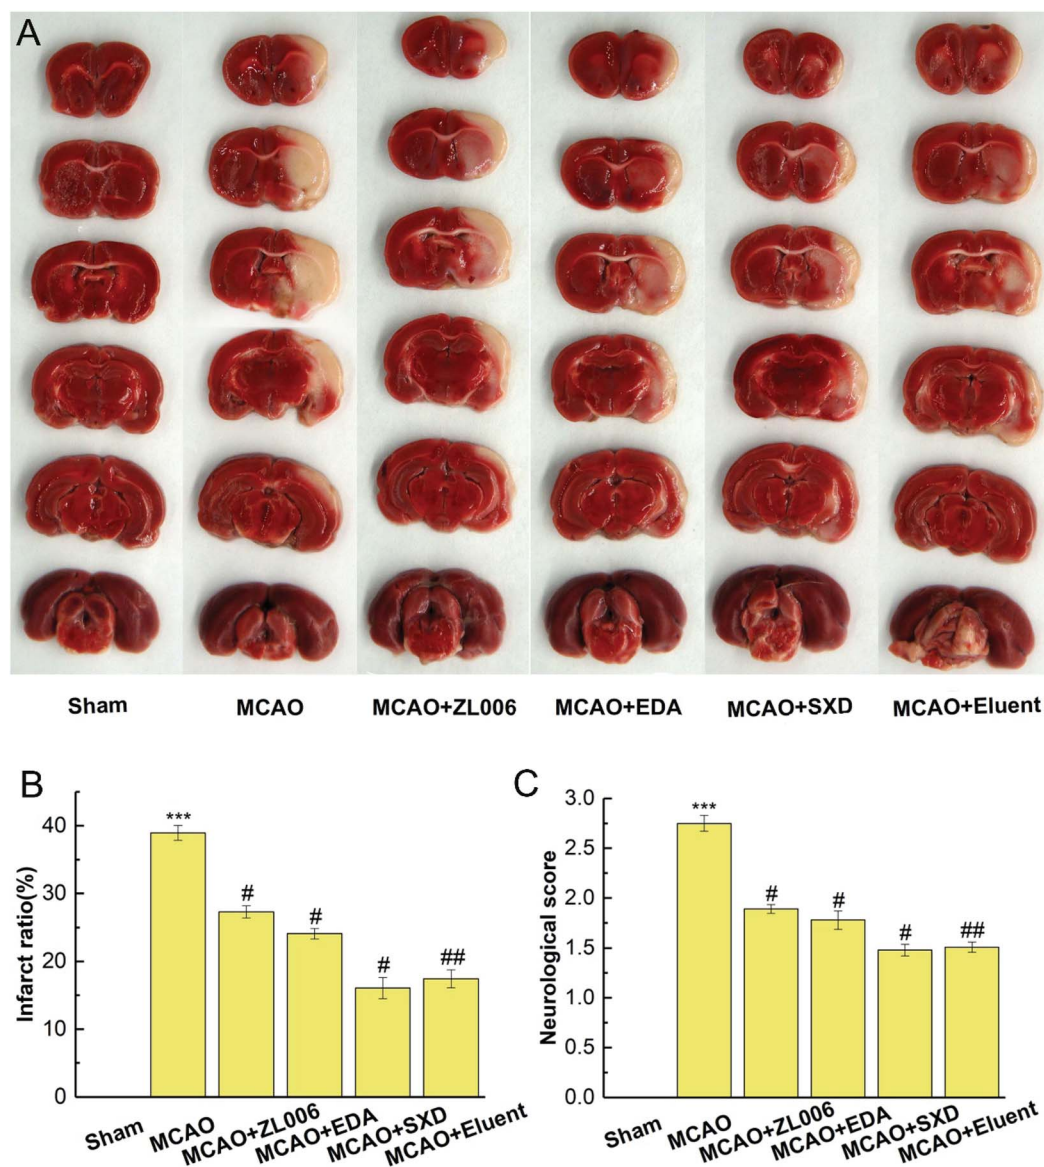 A
Sham MCAO MCAO+ZL006 MCAO+EDA MCAO+SXD MCAO+Eluent
B
Infarct ratio(%)
40
30
20
10
0
***
#
#
#
##
Sham MCAO MCAO+ZL006 MCAO+EDA MCAO+SXD MCAO+Eluent
C
Neurological score
3.0
2.5
2.0
1.5
1.0
0.5
0.0
***
#
#
#
##
Sham MCAO MCAO+ZL006 MCAO+EDA MCAO+SXD MCAO+Eluent